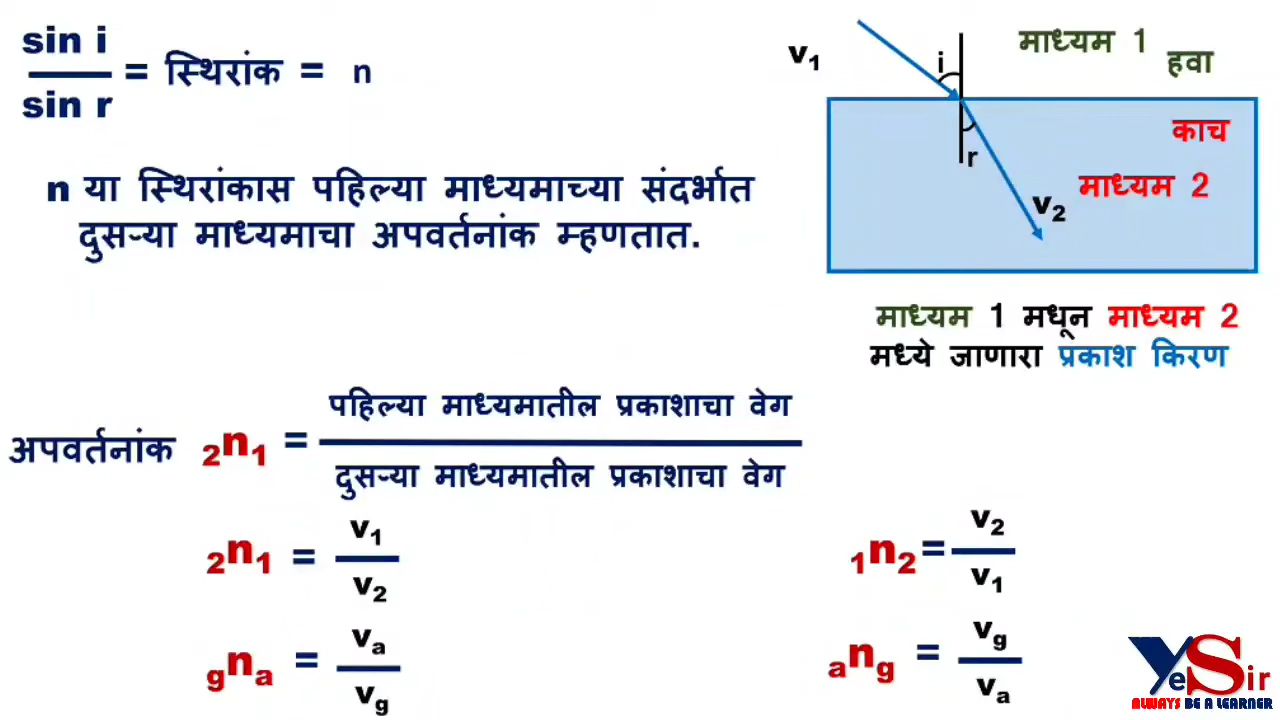 sin i / sin r = स्थिरांक = n
n या स्थिरांकास पहिल्या माध्यमाच्या संदर्भात
दुसऱ्या माध्यमाचा अपवर्तनांक म्हणतात.
v₁
i
r
v₂
माध्यम 1
हवा
काच
माध्यम 2
माध्यम 1 मधून माध्यम 2
मध्ये जाणारा प्रकाश किरण
अपवर्तनांक ₂n₁ = पहिल्या माध्यमातील प्रकाशाचा वेग / दुसऱ्या माध्यमातील प्रकाशाचा वेग
₂n₁ = v₁ / v₂
₁n₂ = v₂ / v₁
gna = va / vg
ang = vg / va
Ye Sir
ALWAYS BE A LEARNER